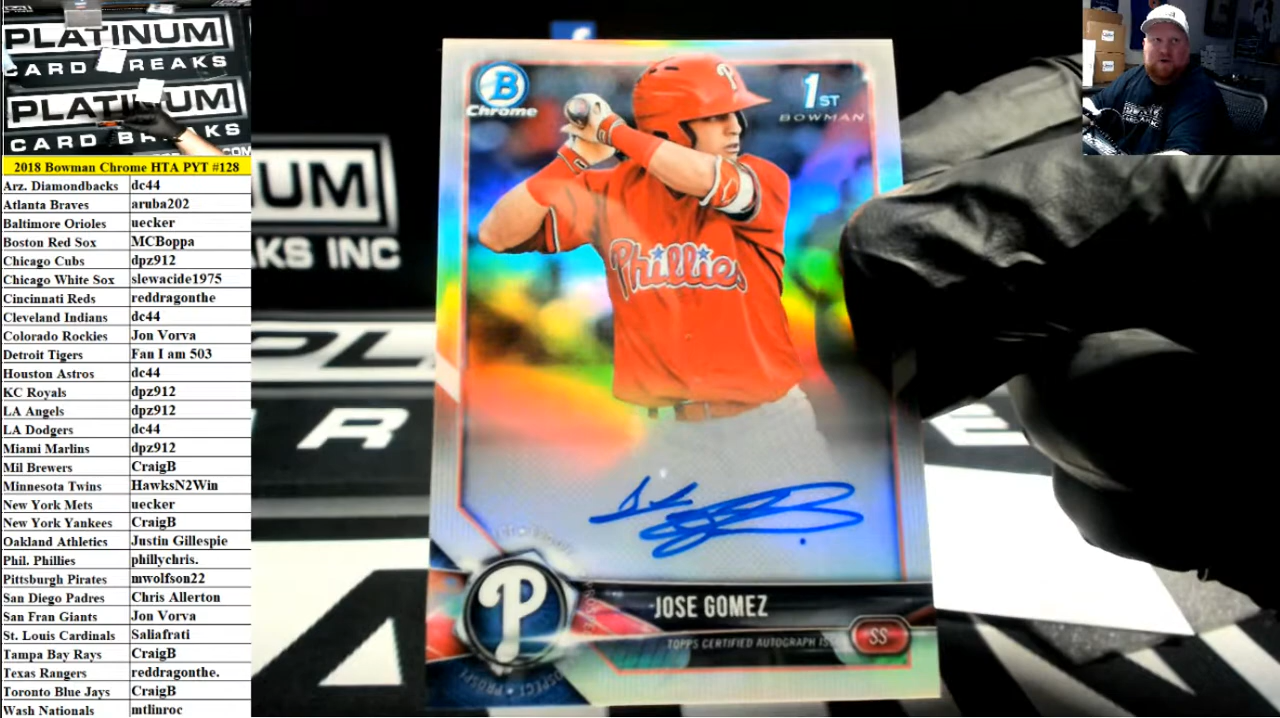 PLATINUM
CARD BREAKS
PLATINUM
CARD BREAKS
.COM
2018 Bowman Chrome HTA PYT #128
Arz. Diamondbacks dc44
Atlanta Braves aruba202
Baltimore Orioles uecker
Boston Red Sox MCBoppa
Chicago Cubs dpz912
Chicago White Sox slewacide1975
Cincinnati Reds reddragonthe
Cleveland Indians dc44
Colorado Rockies Jon Vorva
Detroit Tigers Fan I am 503
Houston Astros dc44
KC Royals dpz912
LA Angels dpz912
LA Dodgers dc44
Miami Marlins dpz912
Mil Brewers CraigB
Minnesota Twins HawksN2Win
New York Mets uecker
New York Yankees CraigB
Oakland Athletics Justin Gillespie
Phil. Phillies phillychris.
Pittsburgh Pirates mwolfson22
San Diego Padres Chris Allerton
San Fran Giants Jon Vorva
St. Louis Cardinals Saliafrati
Tampa Bay Rays CraigB
Texas Rangers reddragonthe.
Toronto Blue Jays CraigB
Wash Nationals mtlinroc
UM
KS INC
PL
R
E
B
Chrome
1ST
BOWMAN
P
Phillies
P
JOSE GOMEZ
TOPPS CERTIFIED AUTOGRAPH IS
SS